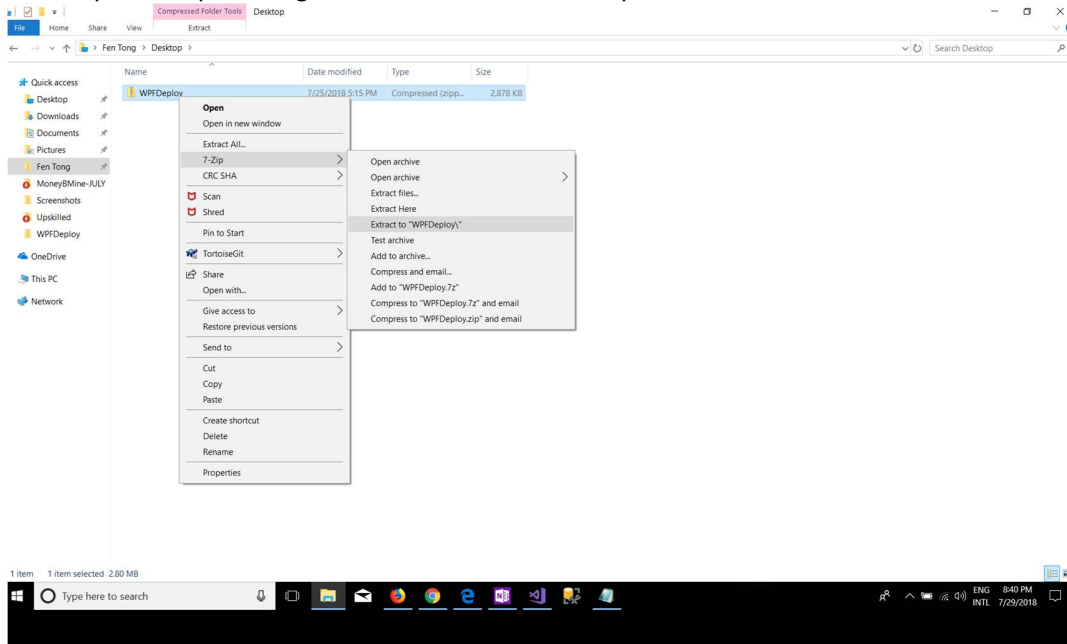 Compressed Folder Tools Desktop
File Home Share View Extract
Fen Tong > Desktop >
Search Desktop
Name Date modified Type Size
Quick access
Desktop
Downloads
Documents
Pictures
Fen Tong
MoneyBMine-JULY
Screenshots
Upskilled
WPFDeploy
OneDrive
This PC
Network
WPFDeploy 7/25/2018 5:15 PM Compressed (zipp... 2,878 KB
Open
Open in new window
Extract All...
7-Zip
CRC SHA
Scan
Shred
Pin to Start
TortoiseGit
Share
Open with...
Give access to
Restore previous versions
Send to
Cut
Copy
Paste
Create shortcut
Delete
Rename
Properties
Open archive
Open archive
Extract files...
Extract Here
Extract to "WPFDeploy\"
Test archive
Add to archive...
Compress and email...
Add to "WPFDeploy.7z"
Compress to "WPFDeploy.7z" and email
Compress to "WPFDeploy.zip" and email
1 item 1 item selected 2.80 MB
Type here to search
ENG 8:40 PM
INTL 7/29/2018